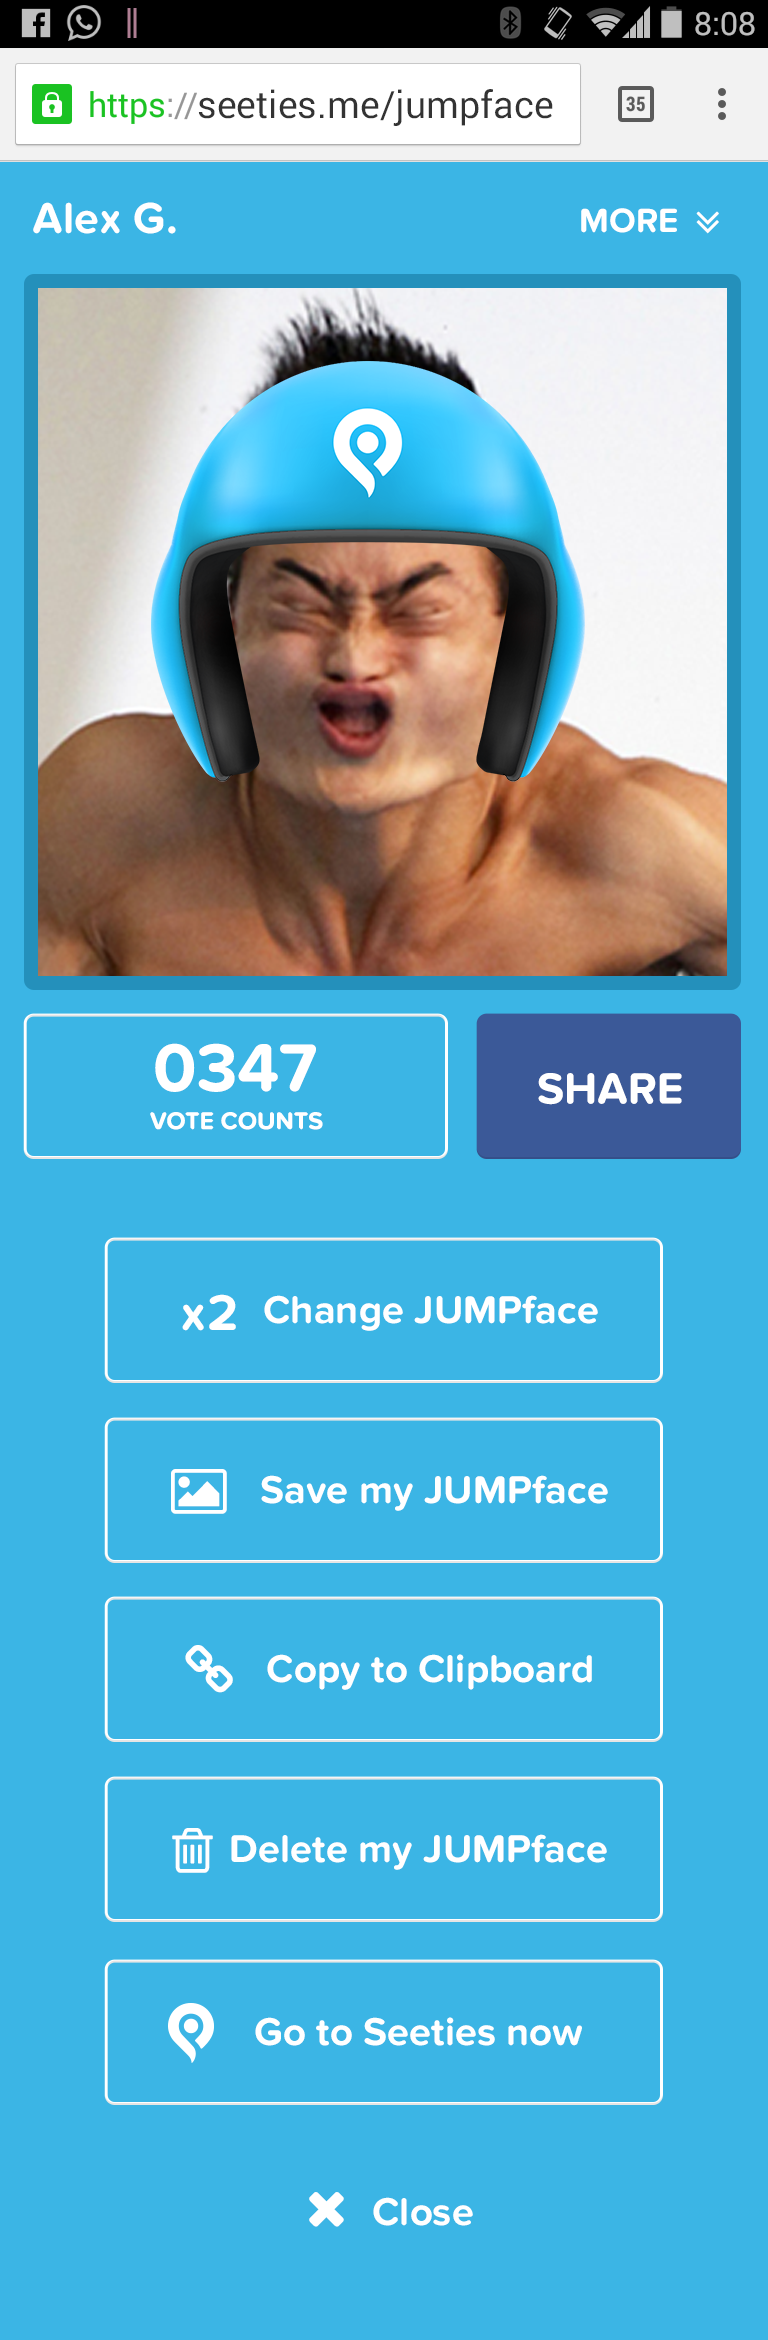 8:08
https://seeties.me/jumpface
35
Alex G.
MORE
0347
VOTE COUNTS
SHARE
x2 Change JUMPface
Save my JUMPface
Copy to Clipboard
Delete my JUMPface
Go to Seeties now
Close